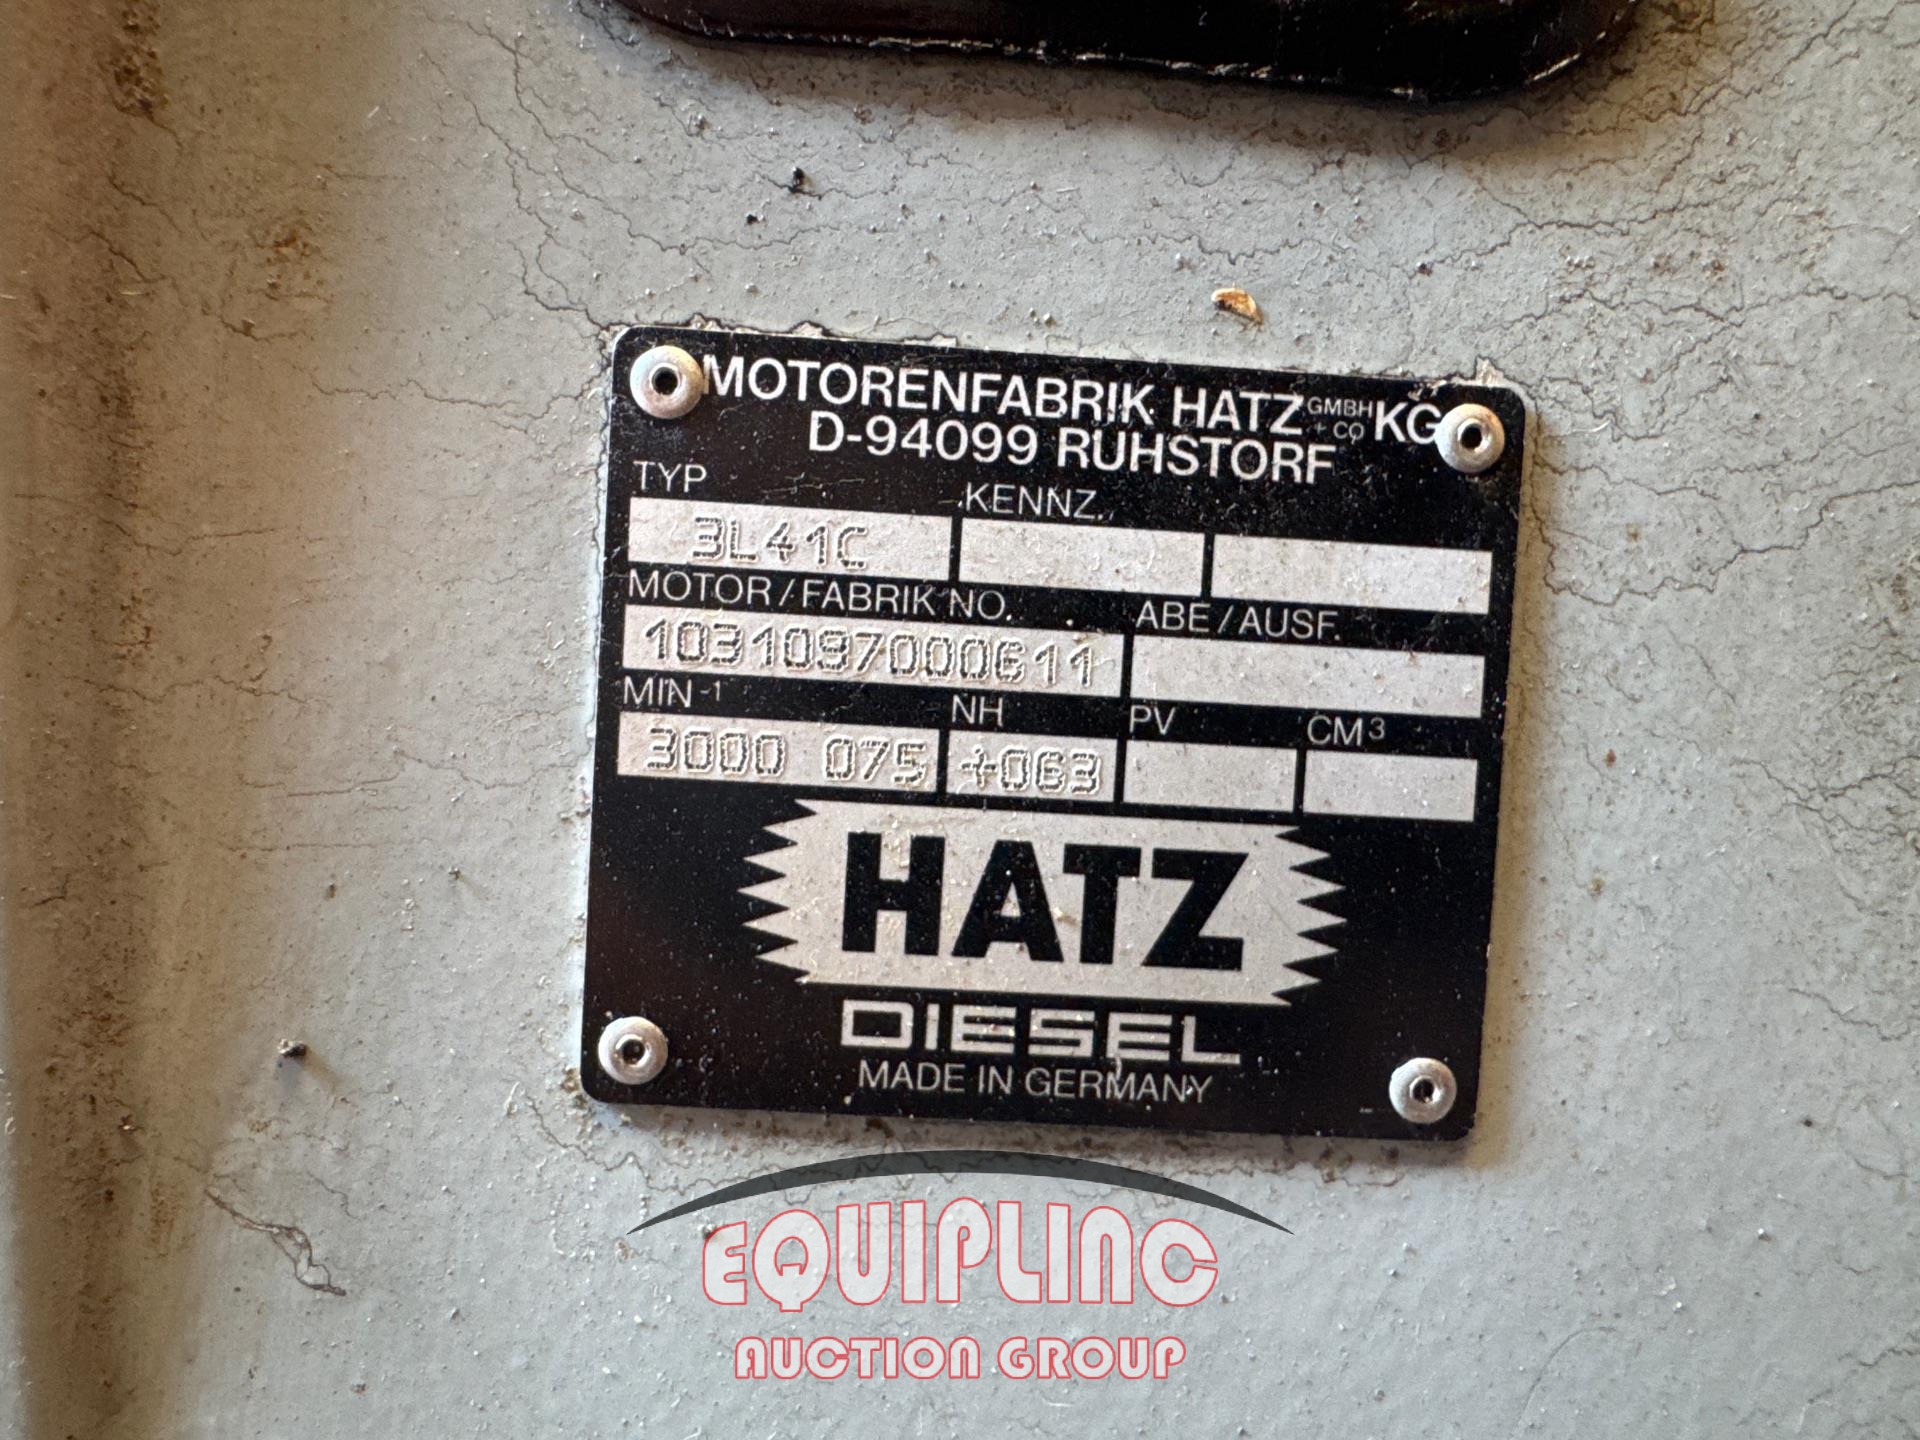 MOTORENFABRIK HATZ GMBH + CO KG
D-94099 RUHSTORF
TYP KENNZ.
3L41C
MOTOR/FABRIK NO. ABE/AUSF.
1031097000611
MIN-1 NH PV CM3
3000 075 +063
HATZ
DIESEL
MADE IN GERMANY
EQUIPLINC
AUCTION GROUP